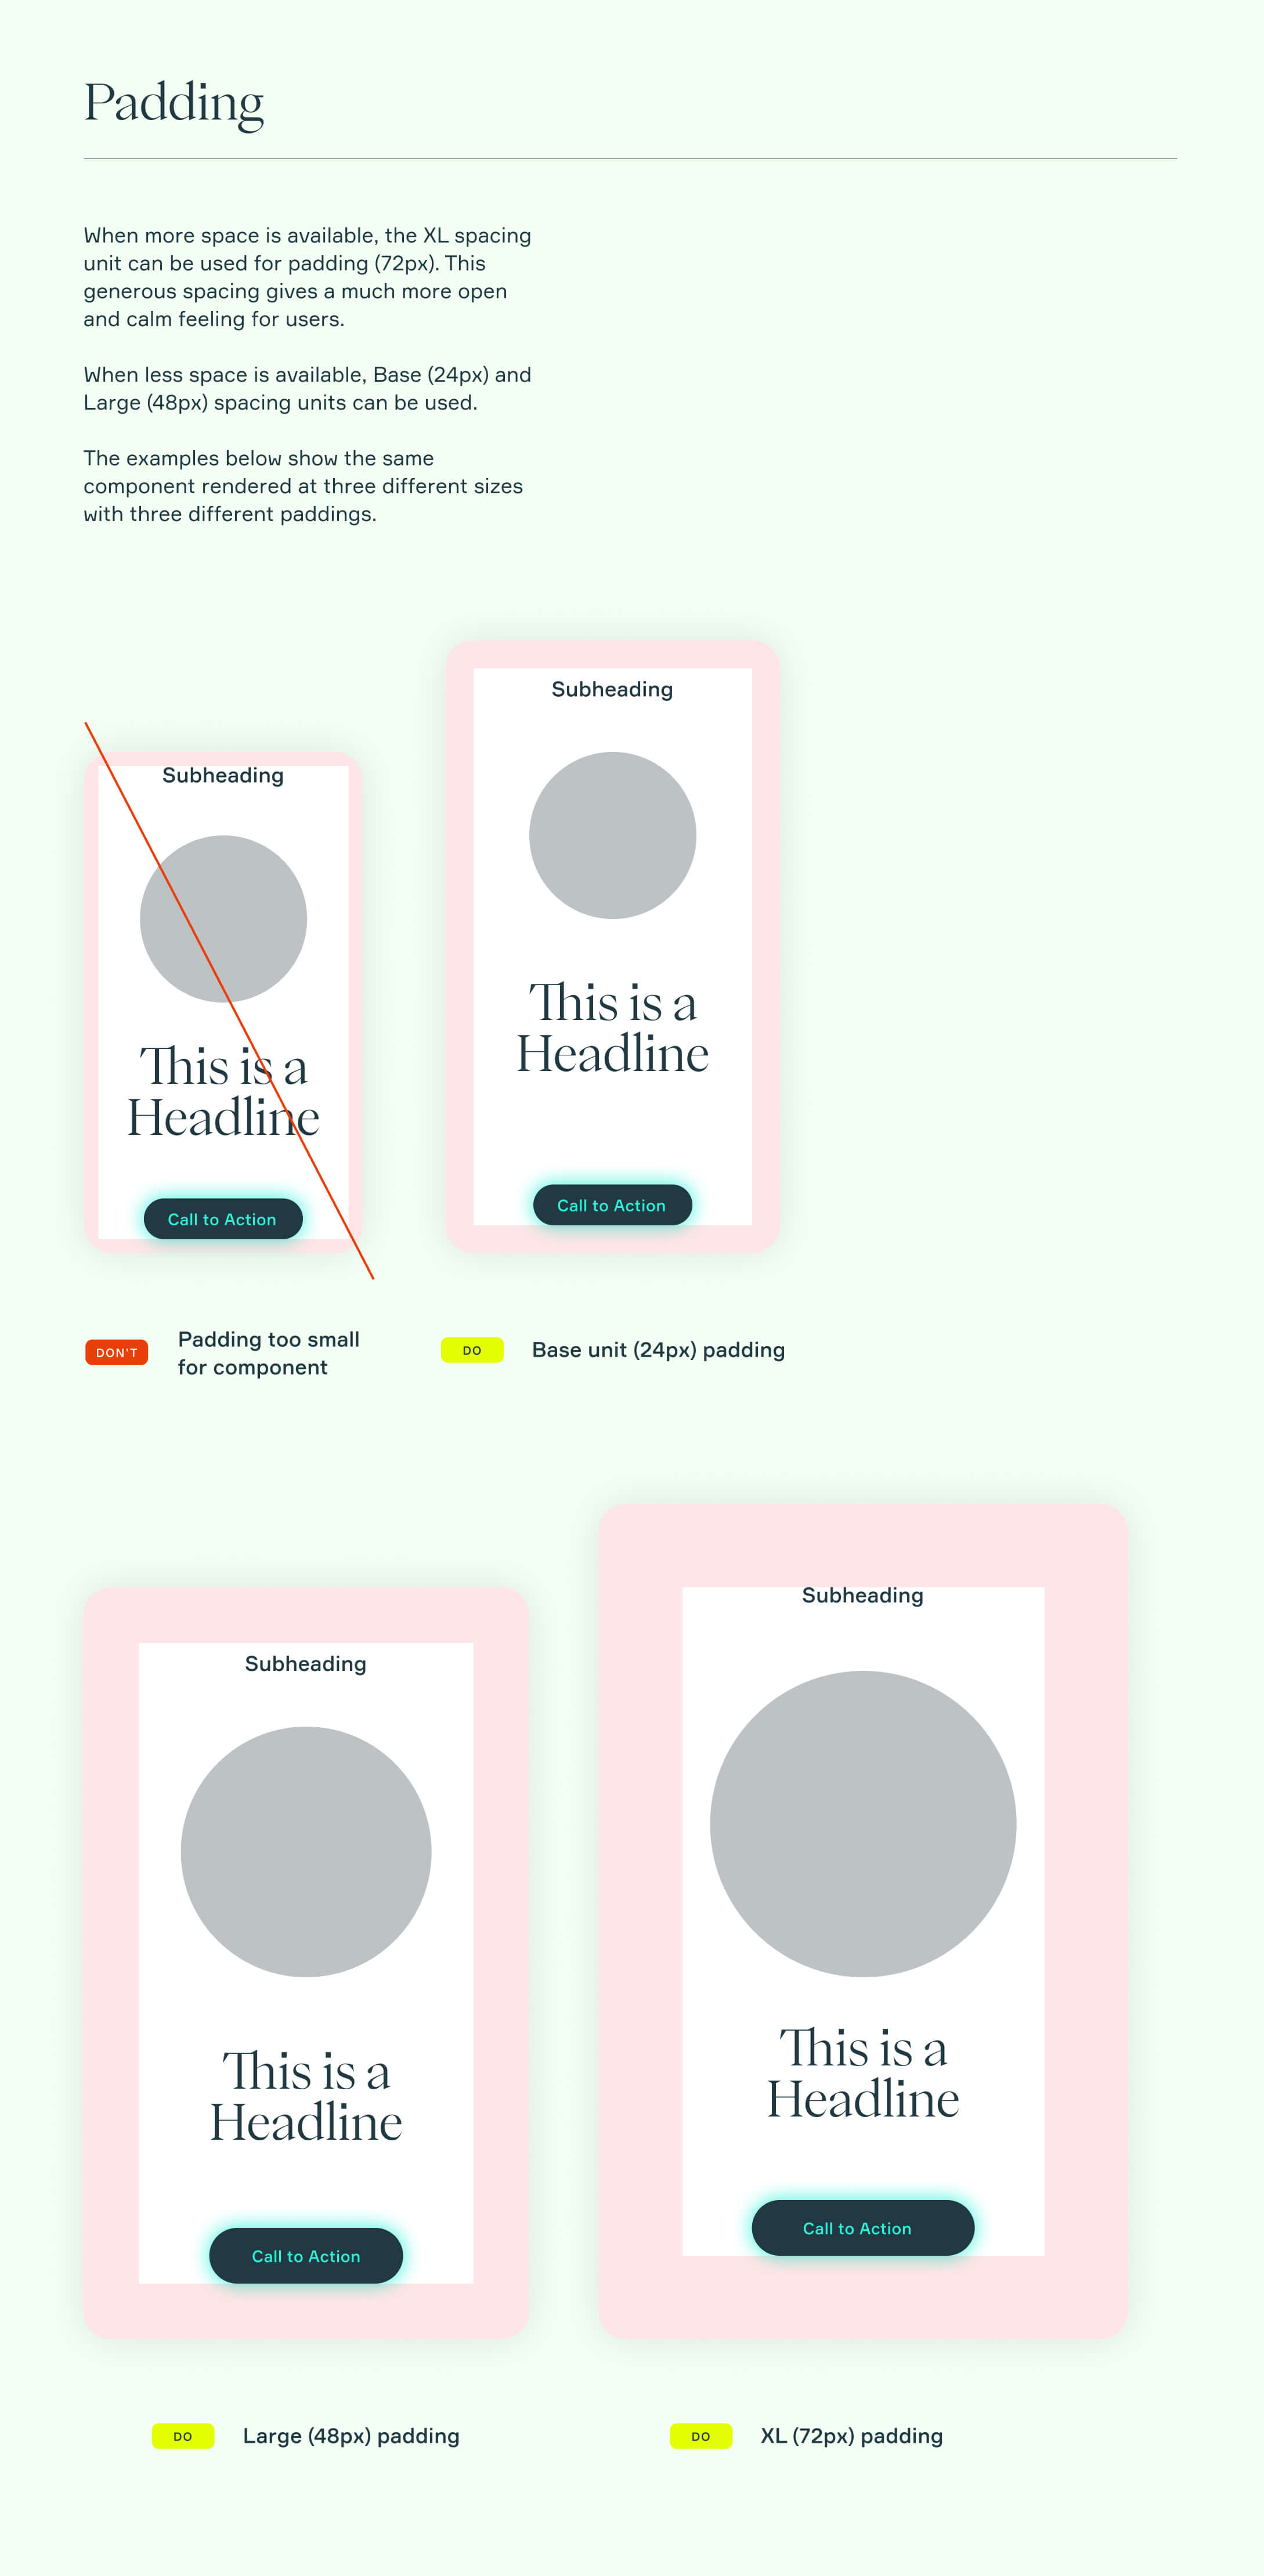 Padding
When more space is available, the XL spacing
unit can be used for padding (72px). This
generous spacing gives a much more open
and calm feeling for users.
When less space is available, Base (24px) and
Large (48px) spacing units can be used.
The examples below show the same
component rendered at three different sizes
with three different paddings.
Subheading
This is a
Headline
Call to Action
Subheading
This is a
Headline
Call to Action
DON'T
Padding too small
for component
DO
Base unit (24px) padding
Subheading
This is a
Headline
Call to Action
Subheading
This is a
Headline
Call to Action
DO
Large (48px) padding
DO
XL (72px) padding